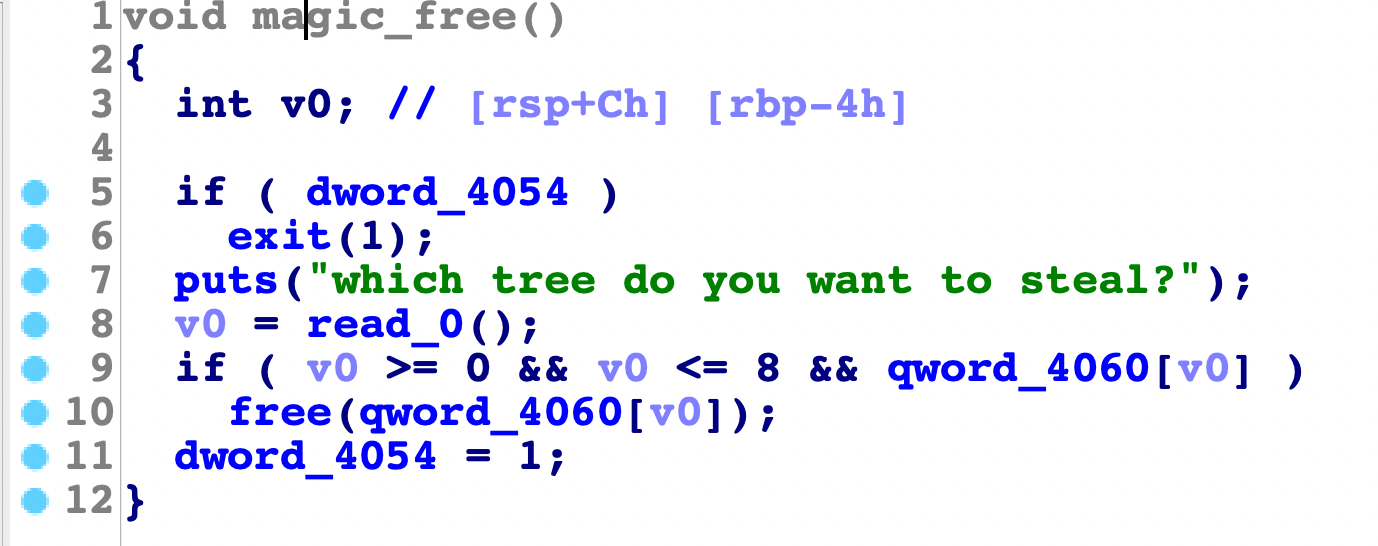 1 void magic_free()
2 {
3   int v0; // [rsp+Ch] [rbp-4h]
4
5   if ( dword_4054 )
6     exit(1);
7   puts("which tree do you want to steal?");
8   v0 = read_0();
9   if ( v0 >= 0 && v0 <= 8 && qword_4060[v0] )
10     free(qword_4060[v0]);
11   dword_4054 = 1;
12 }